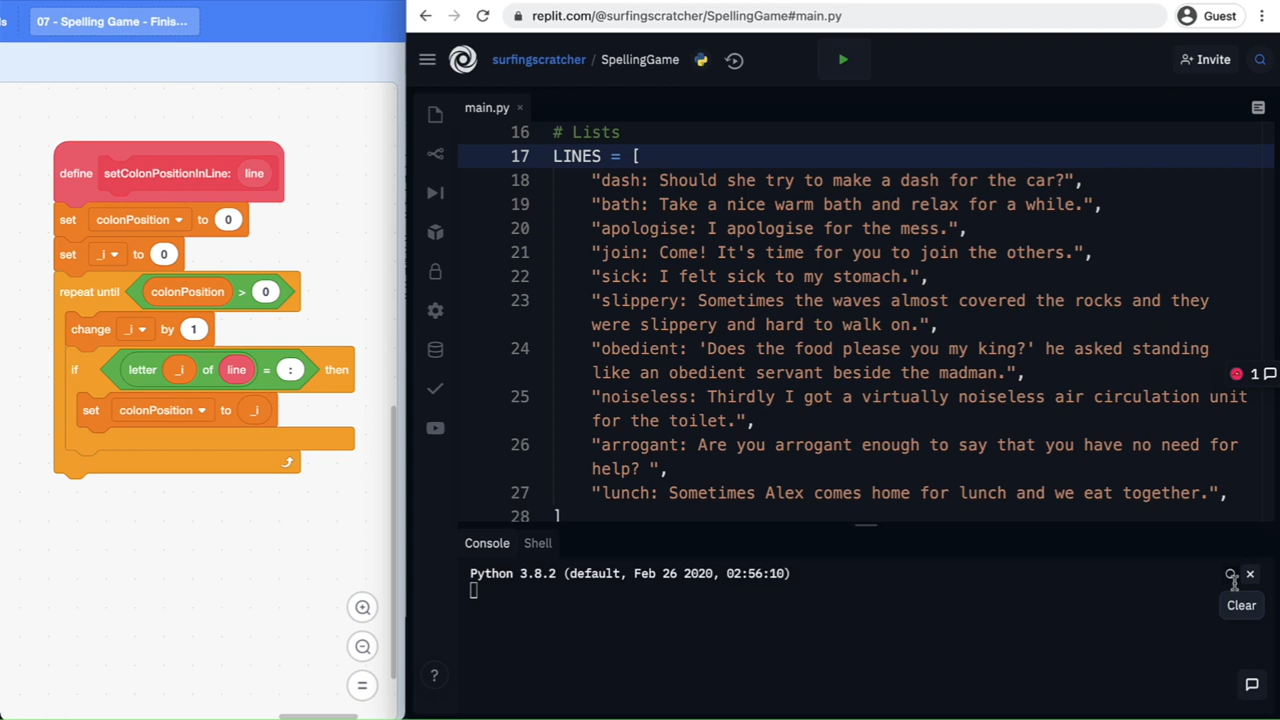 07 - Spelling Game - Finis...
define setColonPositionInLine: line
set colonPosition to 0
set _i to 0
repeat until colonPosition > 0
change _i by 1
if letter _i of line = : then
set colonPosition to _i
replit.com/@surfingscratcher/SpellingGame#main.py
Guest
surfingscratcher / SpellingGame
Invite
main.py
16 # Lists
17 LINES = [
18 "dash: Should she try to make a dash for the car?",
19 "bath: Take a nice warm bath and relax for a while.",
20 "apologise: I apologise for the mess.",
21 "join: Come! It's time for you to join the others.",
22 "sick: I felt sick to my stomach.",
23 "slippery: Sometimes the waves almost covered the rocks and they
were slippery and hard to walk on.",
24 "obedient: 'Does the food please you my king?' he asked standing
like an obedient servant beside the madman.",
25 "noiseless: Thirdly I got a virtually noiseless air circulation unit
for the toilet.",
26 "arrogant: Are you arrogant enough to say that you have no need for
help? ",
27 "lunch: Sometimes Alex comes home for lunch and we eat together.",
28 ]
1
Console Shell
Python 3.8.2 (default, Feb 26 2020, 02:56:10)
Clear
?